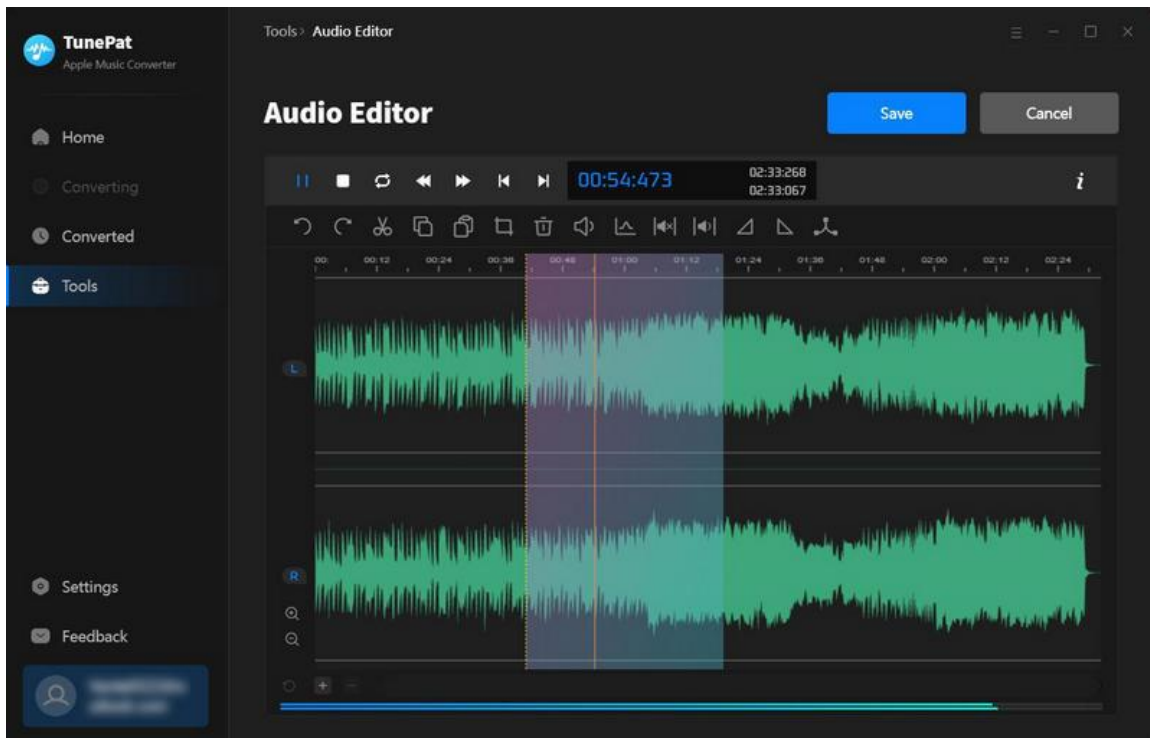 TunePat
Apple Music Converter
Home
Converting
Converted
Tools
Settings
Feedback
Tools› Audio Editor
Audio Editor
Save
Cancel
00:54:473
02:33:268
02:33:067
i
00: 00:12 00:24 00:36 00:48 01:00 01:12 01:24 01:36 01:48 02:00 02:12 02:24
L
R